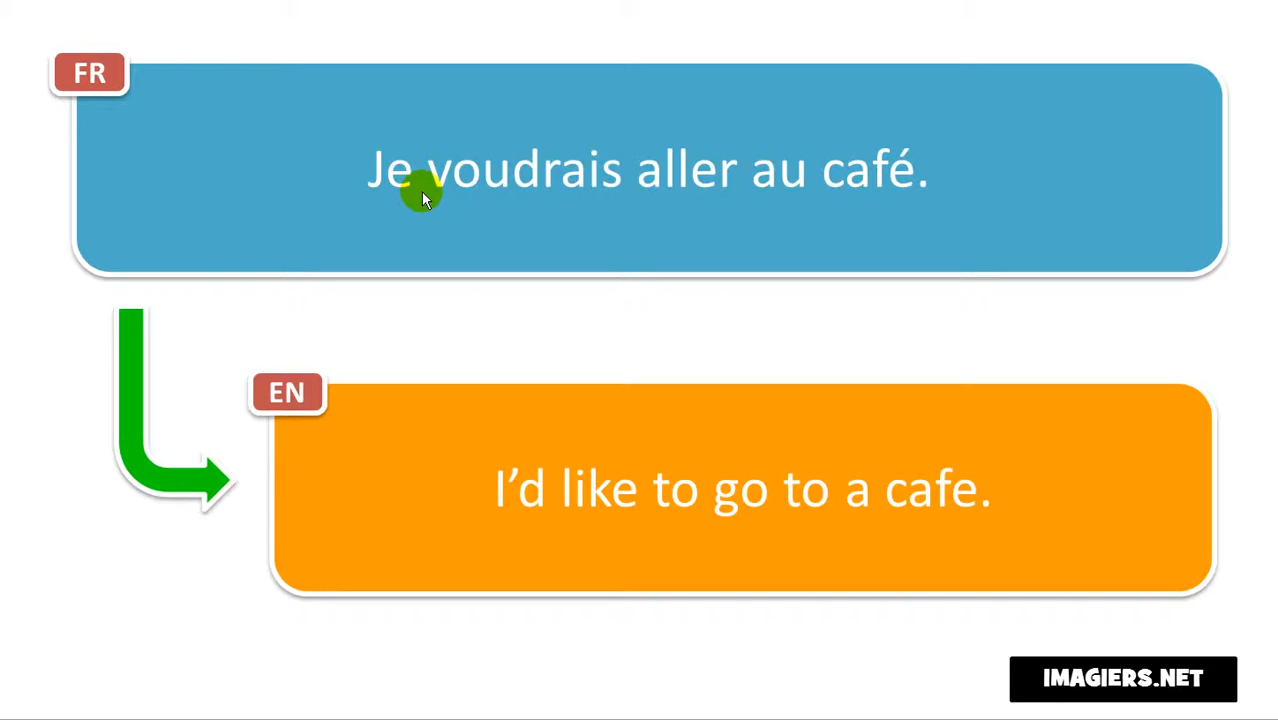 FR
Je voudrais aller au café.
EN
I’d like to go to a cafe.
IMAGIERS.NET